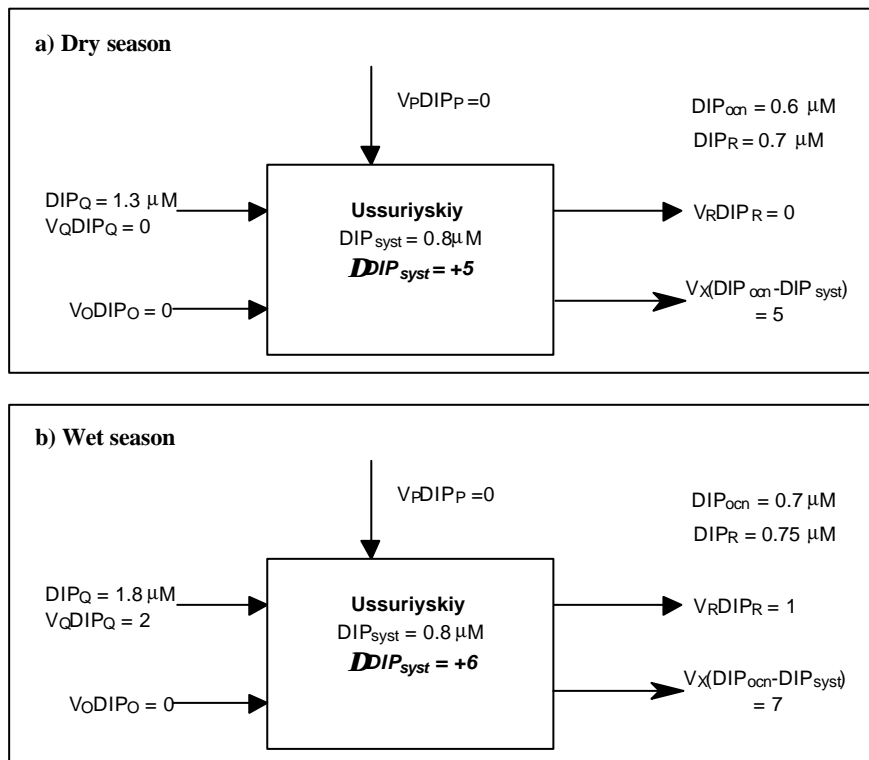 a) Dry season
VPDIPP =0
DIPocn = 0.6 µM
DIPR = 0.7 µM
DIPQ = 1.3 µM
VQDIPQ = 0
Ussuriyskiy
DIPsyst = 0.8µM
DDIPsyst = +5
VRDIPR = 0
VODIPO = 0
VX(DIPocn-DIPsyst)
= 5
b) Wet season
VPDIPP =0
DIPocn = 0.7 µM
DIPR = 0.75 µM
DIPQ = 1.8 µM
VQDIPQ = 2
Ussuriyskiy
DIPsyst = 0.8 µM
DDIPsyst = +6
VRDIPR = 1
VODIPO = 0
VX(DIPocn-DIPsyst)
= 7